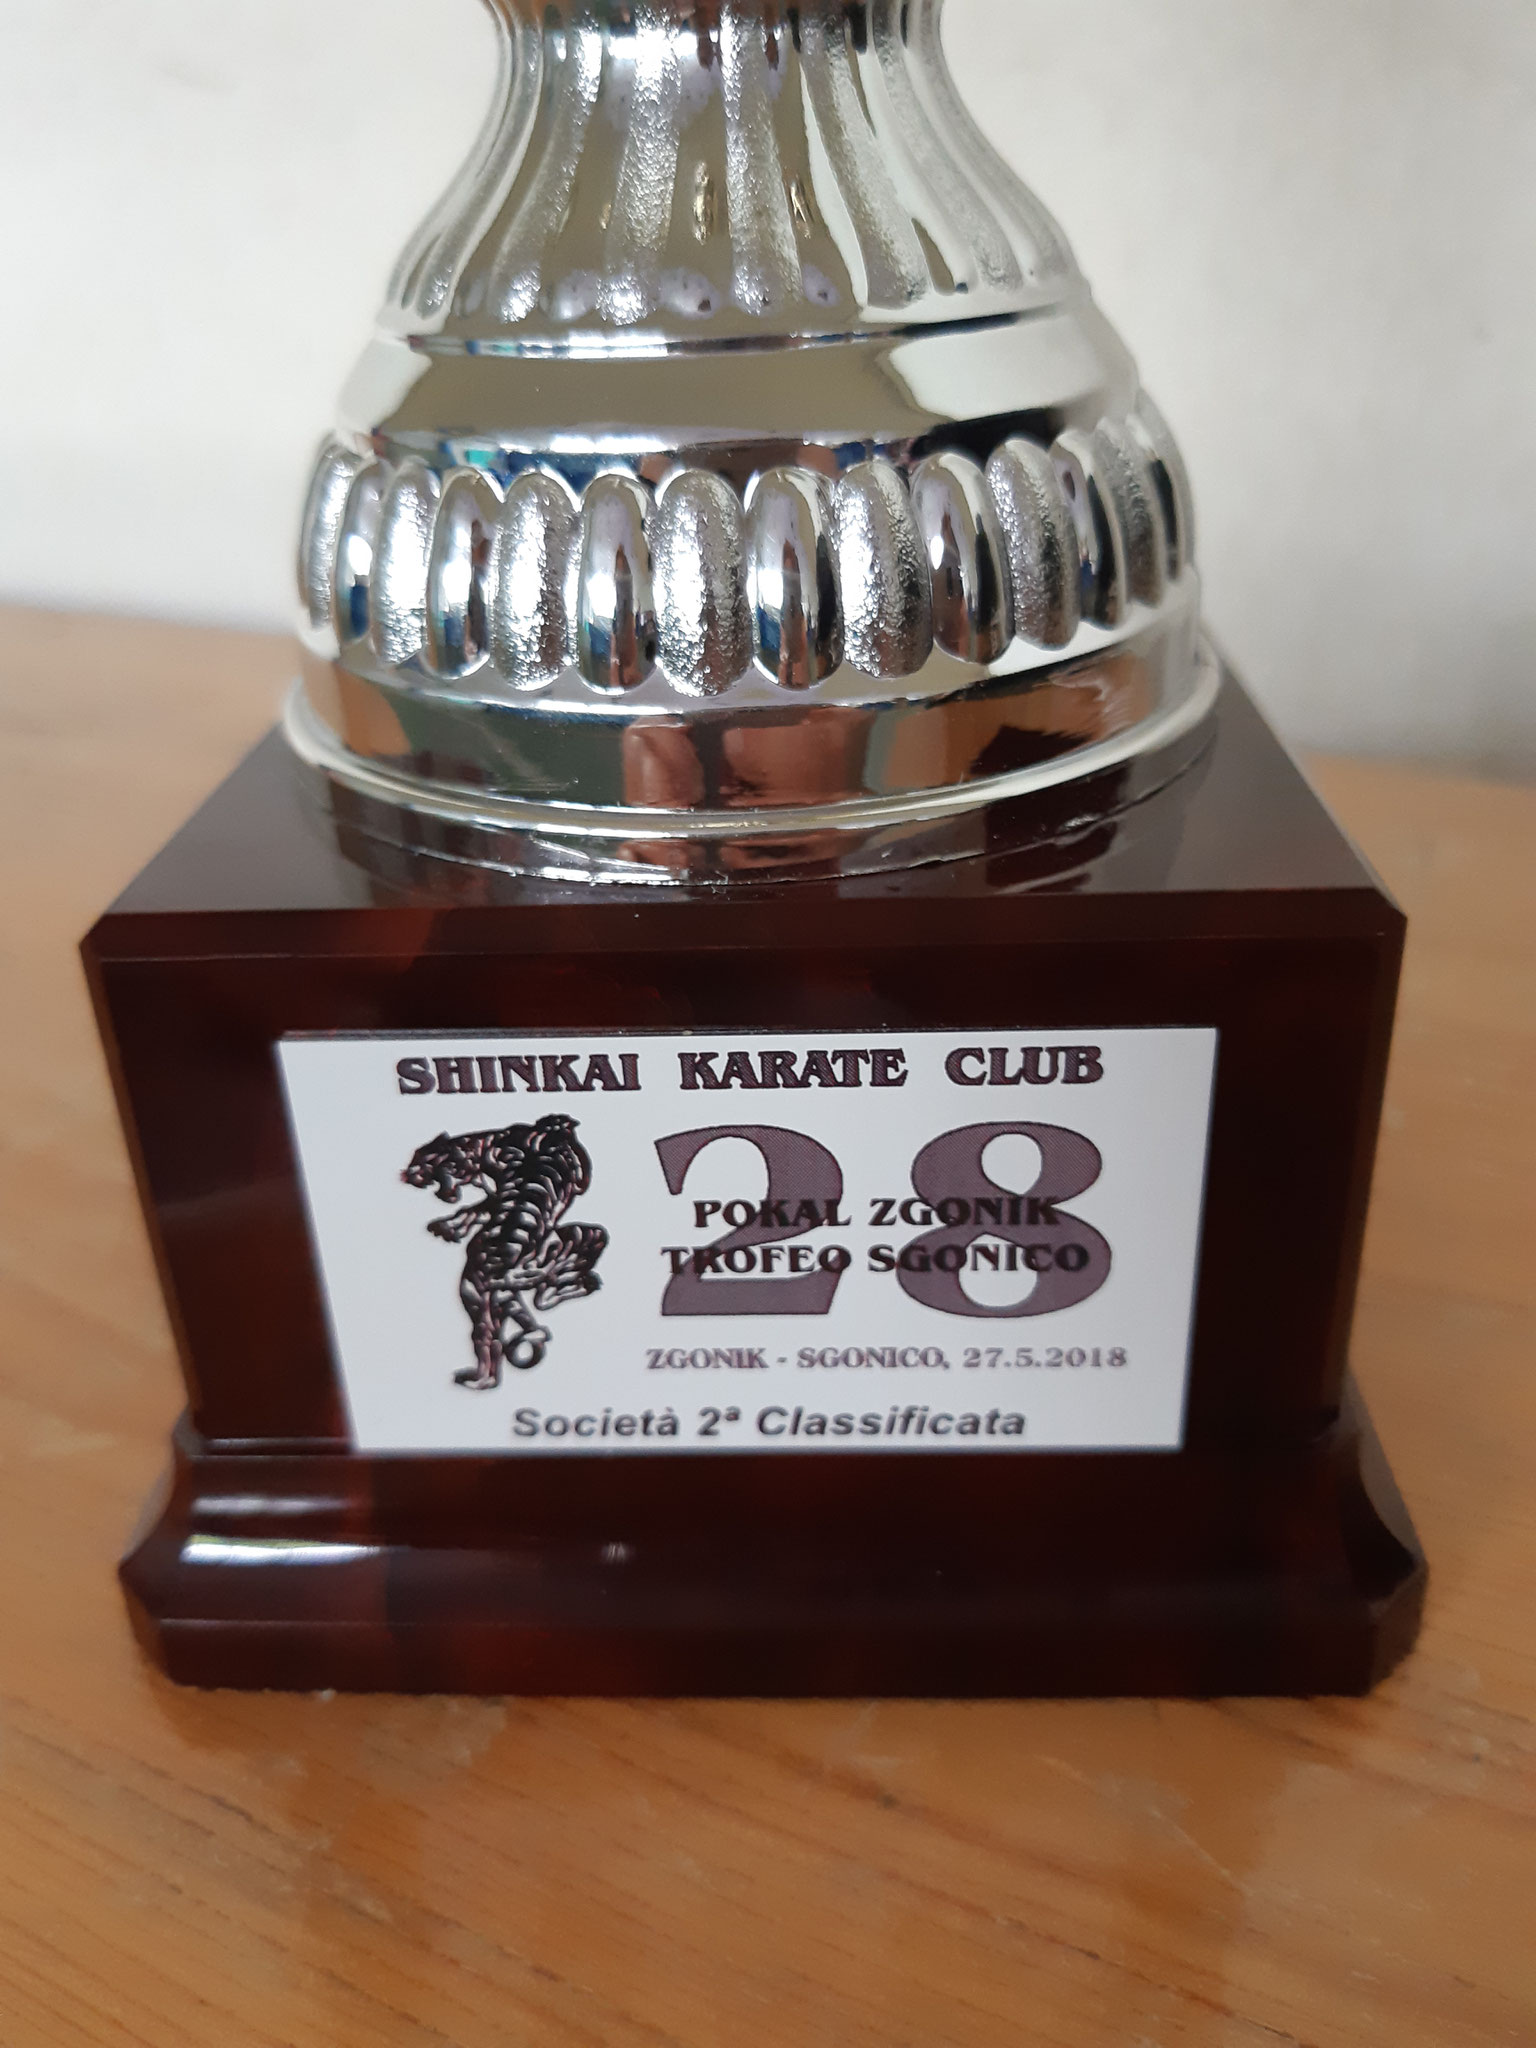 SHINKAI KARATE CLUB
28
POKAL ZGONIK
TROFEO SGONICO
ZGONIK - SGONICO, 27.5.2018
Società 2ª Classificata